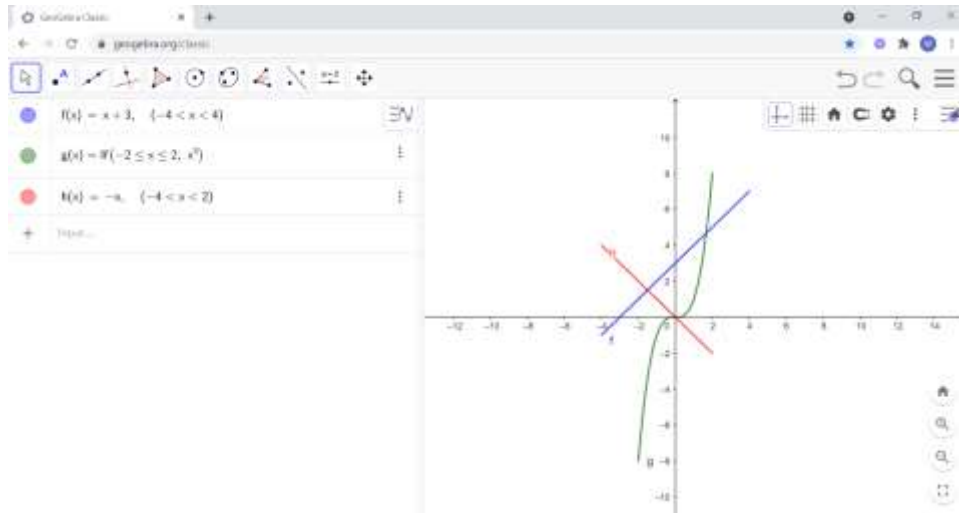 GeoGebra Classic
geogebra.org/classic
A
a=2
f(x) = x + 3, (−4 < x < 4)
g(x) = If(−2 ≤ x ≤ 2, x³)
h(x) = −x, (−4 < x < 2)
Input...
10
8
6
4
2
−2
−4
−6
−8
−10
−12 −10 −8 −6 −4 −2 0 2 4 6 8 10 12 14
h
f
g